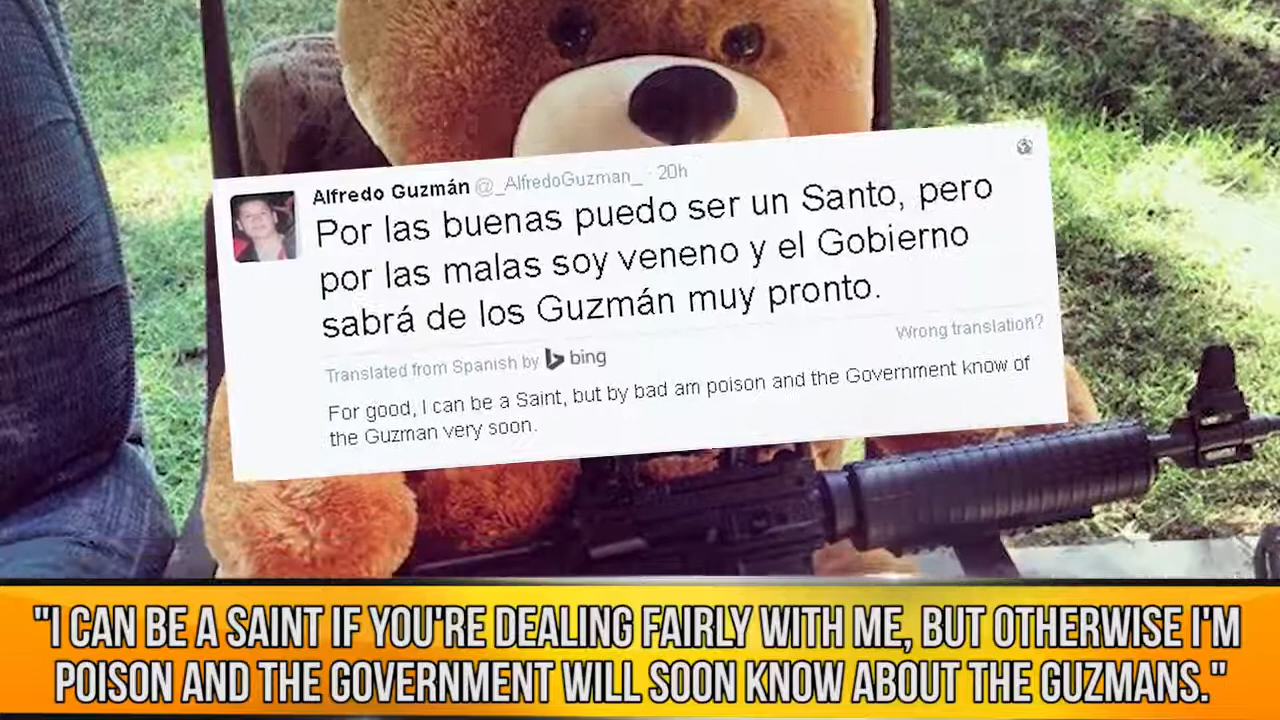 Alfredo Guzmán @_AlfredoGuzman_ · 20h
Por las buenas puedo ser un Santo, pero
por las malas soy veneno y el Gobierno
sabrá de los Guzmán muy pronto.
Wrong translation?
Translated from Spanish by bing
For good, I can be a Saint, but by bad am poison and the Government know of
the Guzman very soon.
"I CAN BE A SAINT IF YOU'RE DEALING FAIRLY WITH ME, BUT OTHERWISE I'M
POISON AND THE GOVERNMENT WILL SOON KNOW ABOUT THE GUZMANS."